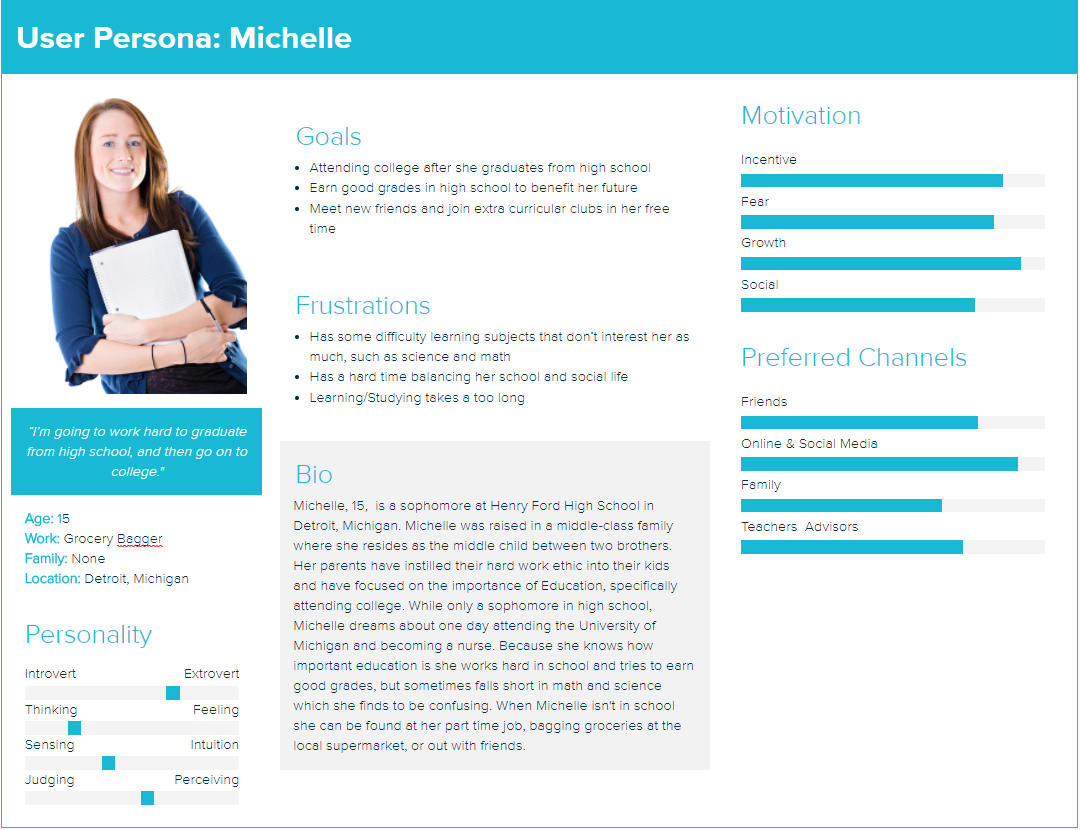 User Persona: Michelle
"I'm going to work hard to graduate
from high school, and then go on to
college."
Age: 15
Work: Grocery Bagger
Family: None
Location: Detroit, Michigan
Personality
Introvert Extrovert
Thinking Feeling
Sensing Intuition
Judging Perceiving
Goals
• Attending college after she graduates from high school
• Earn good grades in high school to benefit her future
• Meet new friends and join extra curricular clubs in her free
time
Frustrations
• Has some difficulty learning subjects that don't interest her as
much, such as science and math
• Has a hard time balancing her school and social life
• Learning/Studying takes a too long
Bio
Michelle, 15, is a sophomore at Henry Ford High School in
Detroit, Michigan. Michelle was raised in a middle-class family
where she resides as the middle child between two brothers.
Her parents have instilled their hard work ethic into their kids
and have focused on the importance of Education, specifically
attending college. While only a sophomore in high school,
Michelle dreams about one day attending the University of
Michigan and becoming a nurse. Because she knows how
important education is she works hard in school and tries to earn
good grades, but sometimes falls short in math and science
which she finds to be confusing. When Michelle isn't in school
she can be found at her part time job, bagging groceries at the
local supermarket, or out with friends.
Motivation
Incentive
Fear
Growth
Social
Preferred Channels
Friends
Online & Social Media
Family
Teachers Advisors